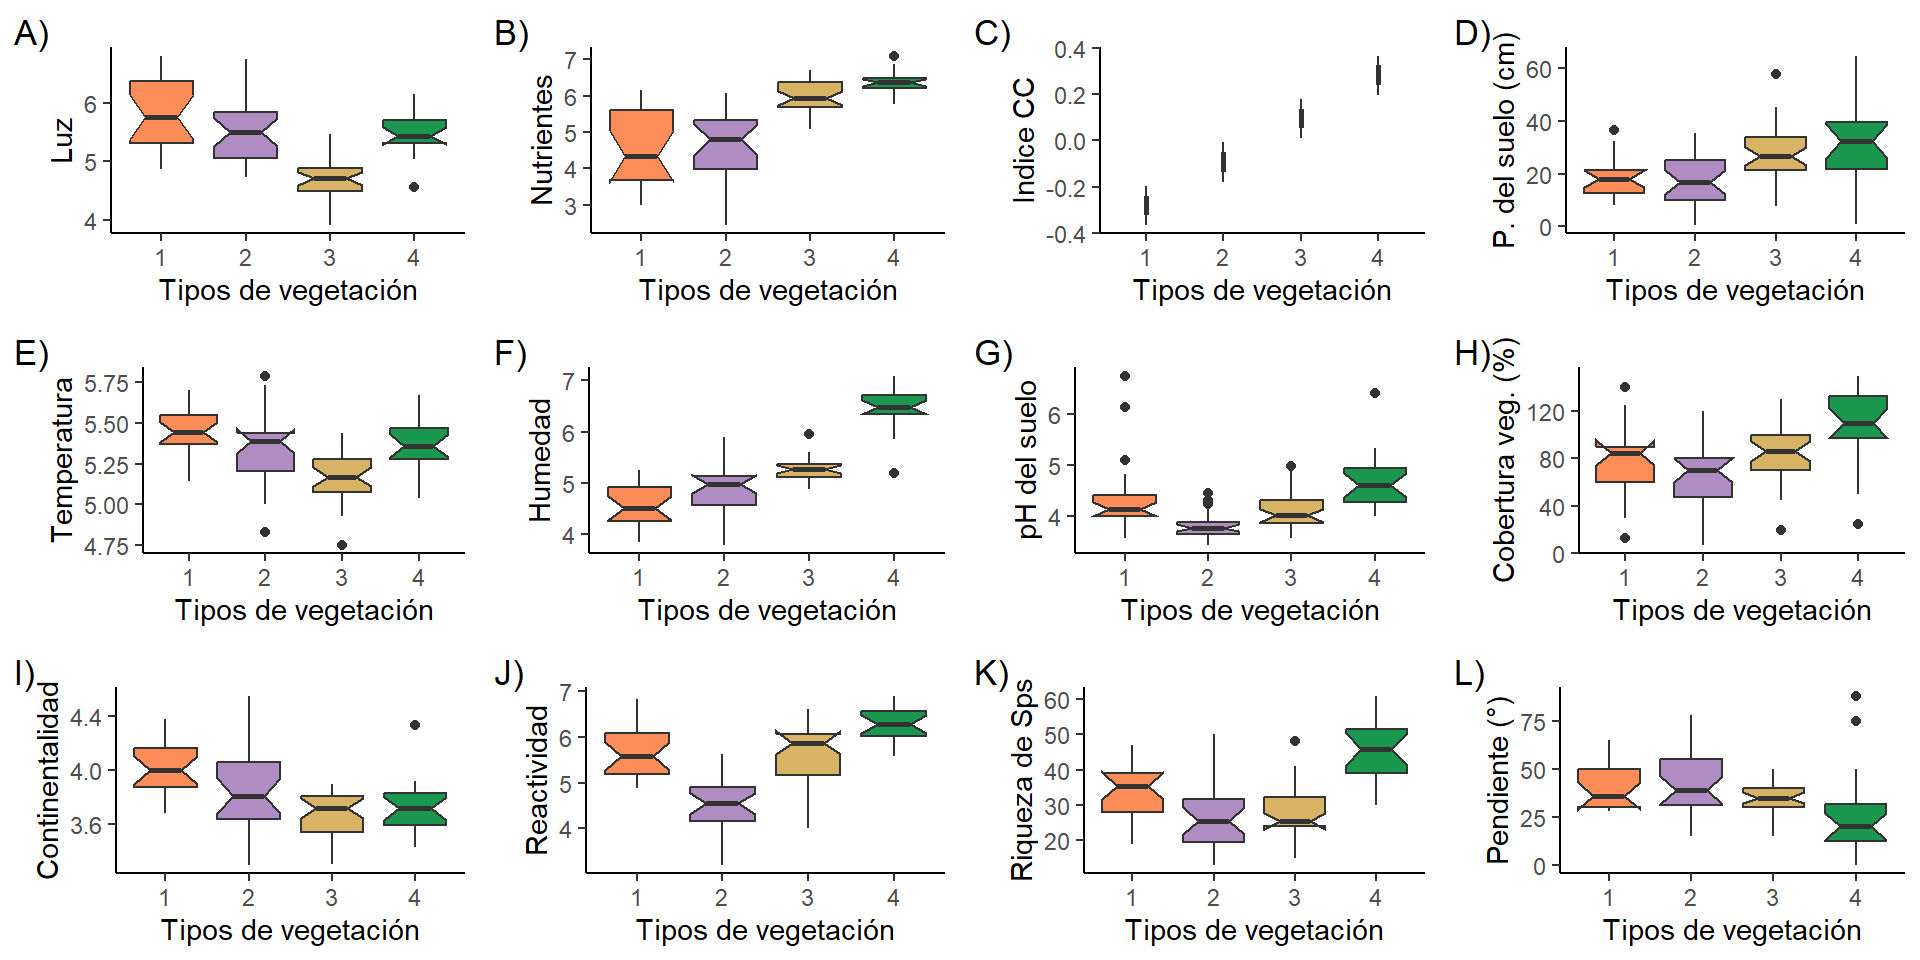 A)
Luz
6
5
4
1 2 3 4
Tipos de vegetación
B)
Nutrientes
7
6
5
4
3
1 2 3 4
Tipos de vegetación
C)
Indice CC
0.4
0.2
0.0
-0.2
-0.4
1 2 3 4
Tipos de vegetación
D)
P. del suelo (cm)
60
40
20
0
1 2 3 4
Tipos de vegetación
E)
Temperatura
5.75
5.50
5.25
5.00
4.75
1 2 3 4
Tipos de vegetación
F)
Humedad
7
6
5
4
1 2 3 4
Tipos de vegetación
G)
pH del suelo
6
5
4
1 2 3 4
Tipos de vegetación
H)
Cobertura veg. (%)
120
80
40
0
1 2 3 4
Tipos de vegetación
I)
Continentalidad
4.4
4.0
3.6
1 2 3 4
Tipos de vegetación
J)
Reactividad
7
6
5
4
1 2 3 4
Tipos de vegetación
K)
Riqueza de Sps
60
50
40
30
20
1 2 3 4
Tipos de vegetación
L)
Pendiente (°)
75
50
25
0
1 2 3 4
Tipos de vegetación